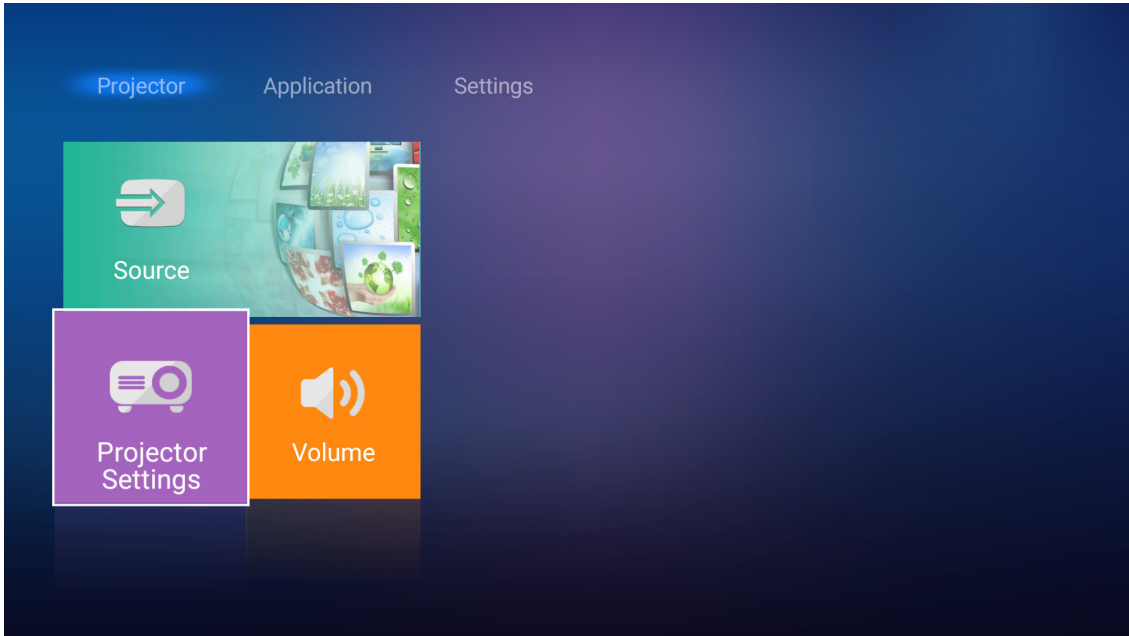 Projector
Application
Settings
Source
Projector
Settings
Volume